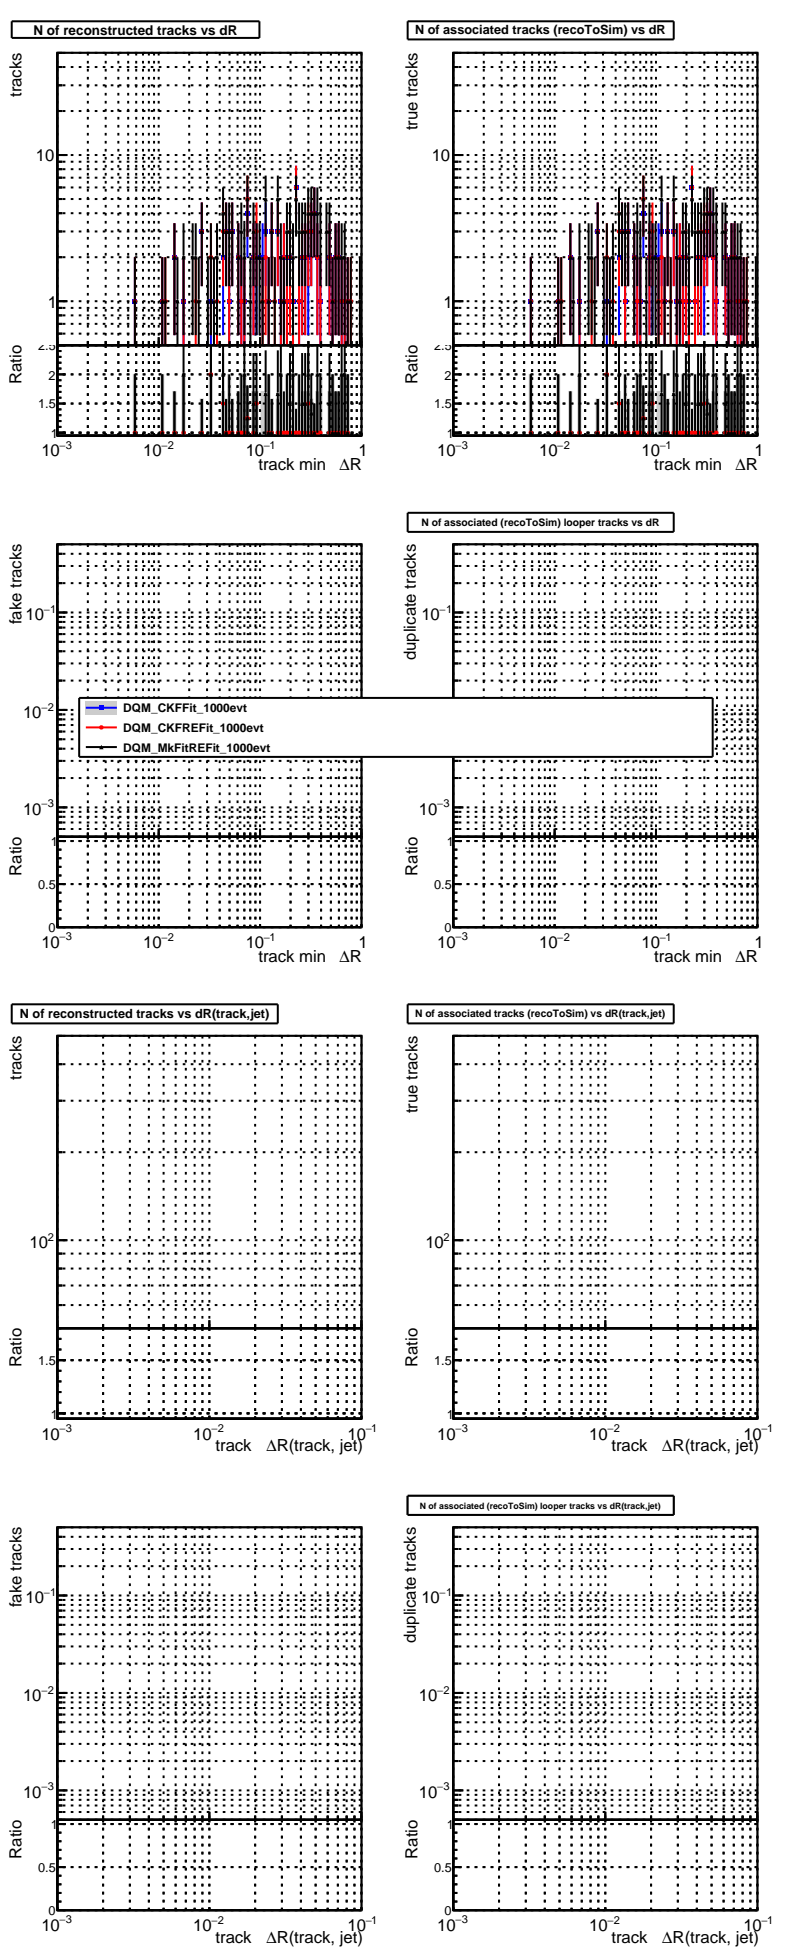 N of reconstructed tracks vs dR
N of associated tracks (recoToSim) vs dR
tracks
10
1
Ratio
2.5
2
1.5
1
10−3
10−2
10−1
1
track min ΔR
true tracks
10
1
Ratio
2.5
2
1.5
1
10−3
10−2
10−1
1
track min ΔR
N of associated (recoToSim) looper tracks vs dR
fake tracks
10−1
10−2
10−3
Ratio
1
0.5
0
10−3
10−2
10−1
1
track min ΔR
duplicate tracks
10−1
10−3
Ratio
1
0.5
0
10−3
10−2
10−1
1
track min ΔR
DQM_CKFFit_1000evt
DQM_CKFREFit_1000evt
DQM_MkFitREFit_1000evt
N of reconstructed tracks vs dR(track,jet)
N of associated tracks (recoToSim) vs dR(track,jet)
tracks
102
Ratio
1.5
1
10−3
10−2
10−1
track ΔR(track, jet)
true tracks
102
Ratio
1.5
1
10−3
10−2
10−1
track ΔR(track, jet)
N of associated (recoToSim) looper tracks vs dR(track,jet)
fake tracks
10−1
10−2
10−3
Ratio
1
0.5
0
10−3
10−2
10−1
track ΔR(track, jet)
duplicate tracks
10−1
10−2
10−3
Ratio
1
0.5
0
10−3
10−2
10−1
track ΔR(track, jet)